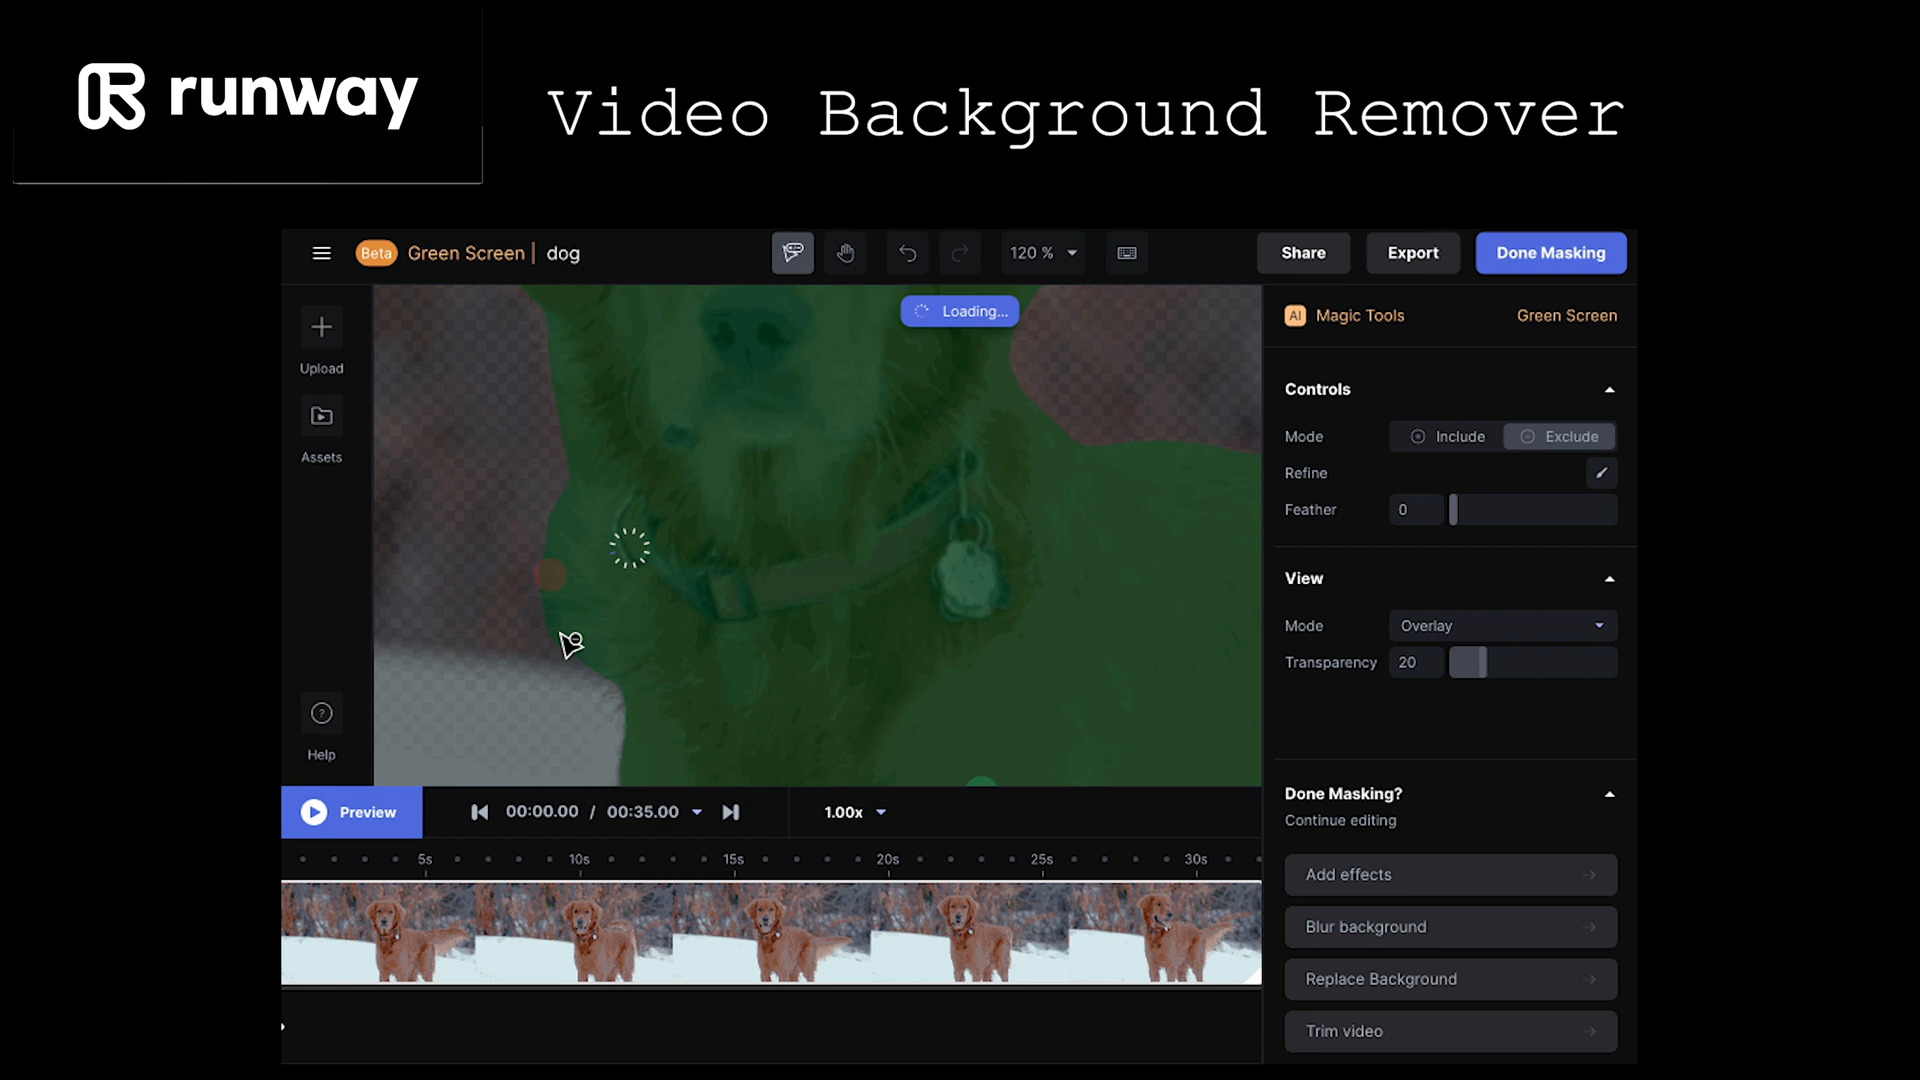 runway
Video Background Remover
Beta Green Screen | dog
120 %
Share
Export
Done Masking
Upload
Assets
Help
Loading...
AI Magic Tools
Green Screen
Controls
Mode
Include
Exclude
Refine
Feather
0
View
Mode
Overlay
Transparency
20
Done Masking?
Continue editing
Add effects
Blur background
Replace Background
Trim video
Preview
00:00.00 / 00:35.00
1.00x
5s
10s
15s
20s
25s
30s